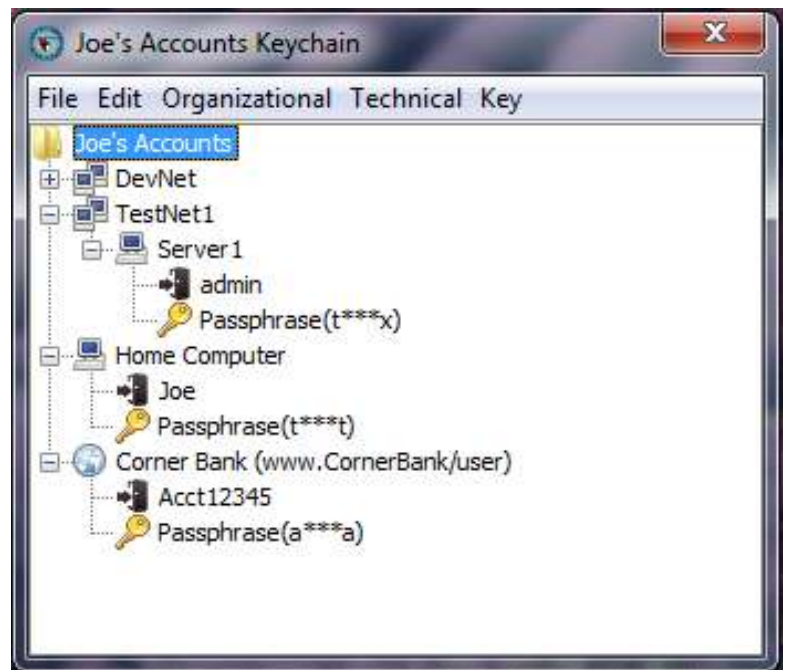 Joe's Accounts Keychain
File Edit Organizational Technical Key
Joe's Accounts
DevNet
TestNet1
Server1
admin
Passphrase(t***x)
Home Computer
Joe
Passphrase(t***t)
Corner Bank (www.CornerBank/user)
Acct12345
Passphrase(a***a)